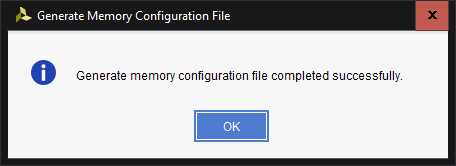 Generate Memory Configuration File
Generate memory configuration file completed successfully.
OK